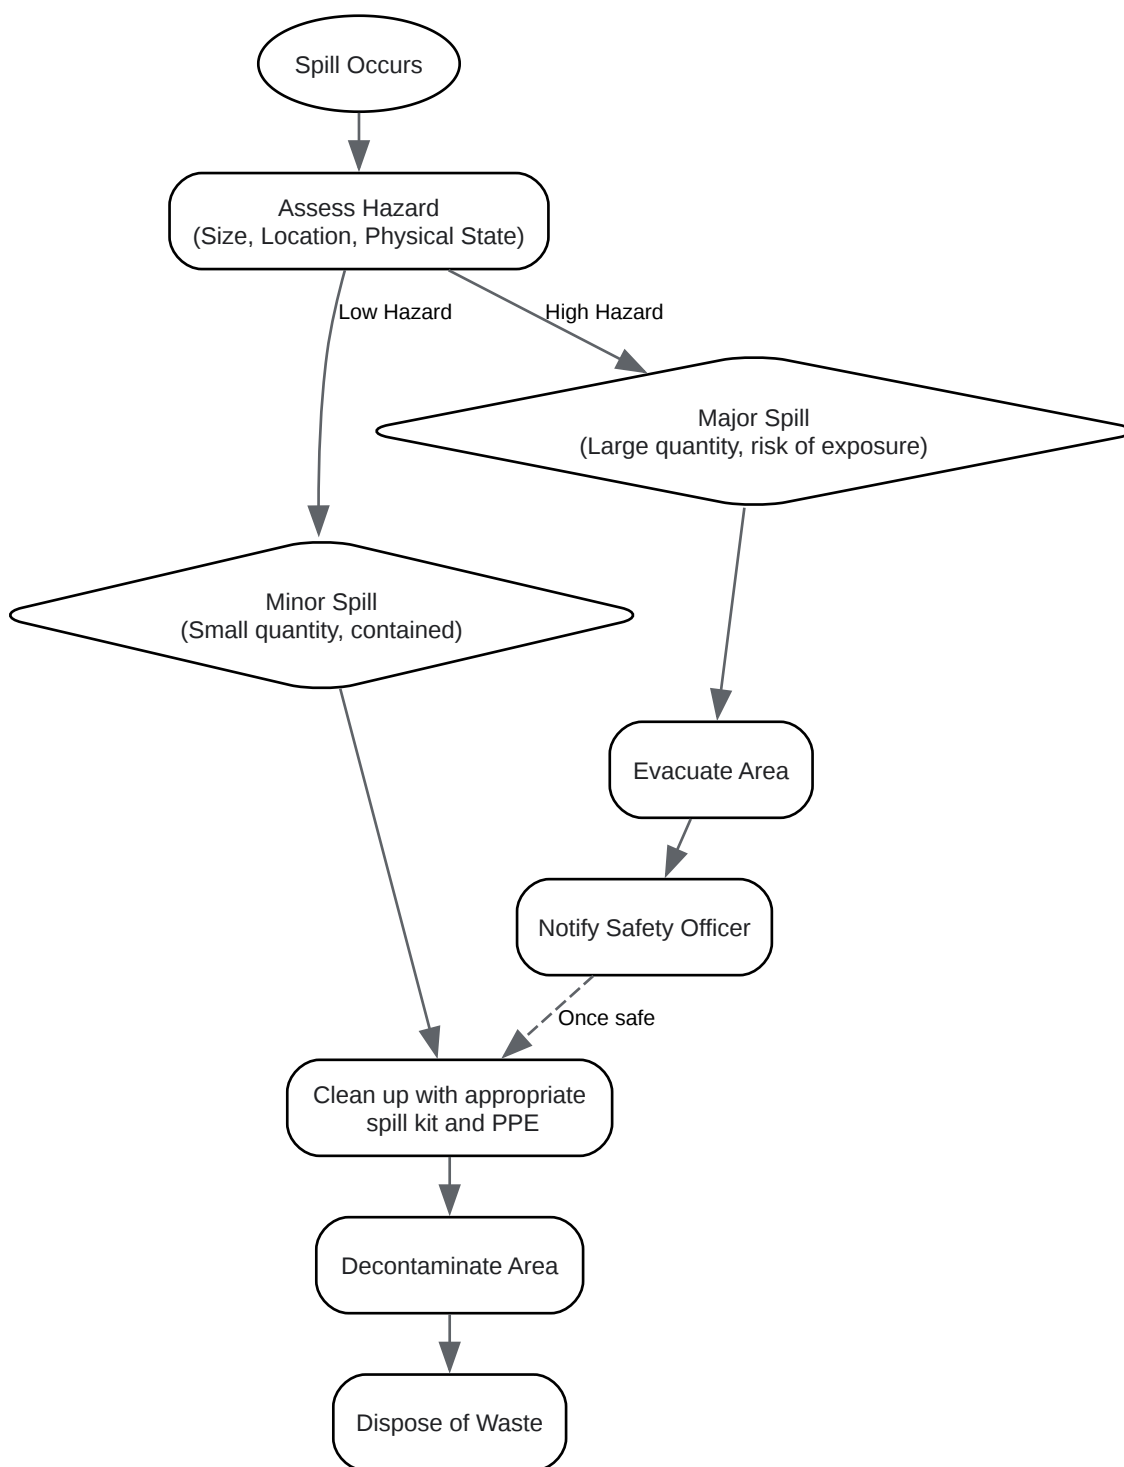 Spill Occurs
Assess Hazard
(Size, Location, Physical State)
Low Hazard
High Hazard
Major Spill
(Large quantity, risk of exposure)
Minor Spill
(Small quantity, contained)
Evacuate Area
Notify Safety Officer
Once safe
Clean up with appropriate
spill kit and PPE
Decontaminate Area
Dispose of Waste